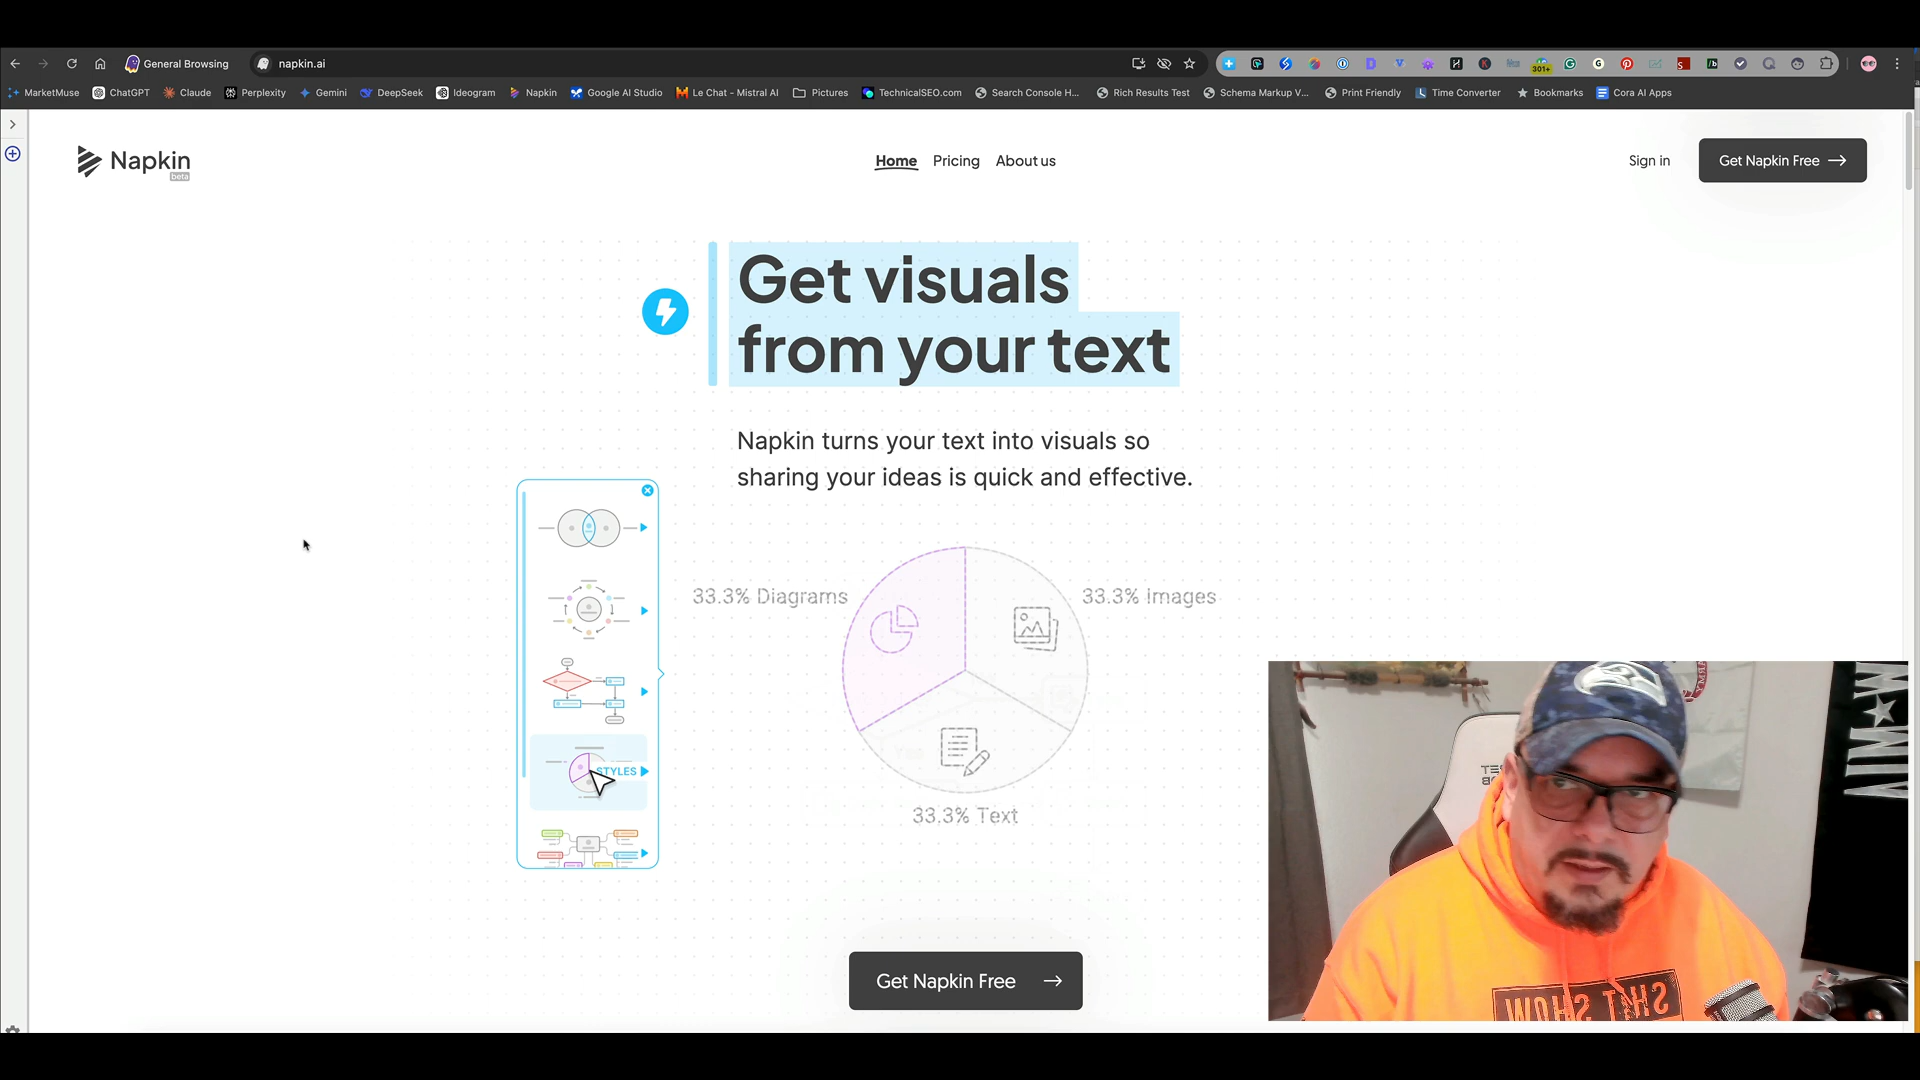 General Browsing
napkin.ai
301+
MarketMuse
ChatGPT
Claude
Perplexity
Gemini
DeepSeek
Ideogram
Napkin
Google AI Studio
Le Chat - Mistral AI
Pictures
TechnicalSEO.com
Search Console H...
Rich Results Test
Schema Markup V...
Print Friendly
Time Converter
Bookmarks
Cora AI Apps
Napkin
beta
Home
Pricing
About us
Sign in
Get Napkin Free
Get visuals
from your text
Napkin turns your text into visuals so
sharing your ideas is quick and effective.
33.3% Diagrams
33.3% Images
33.3% Text
STYLES
Get Napkin Free
SHIT SHOW